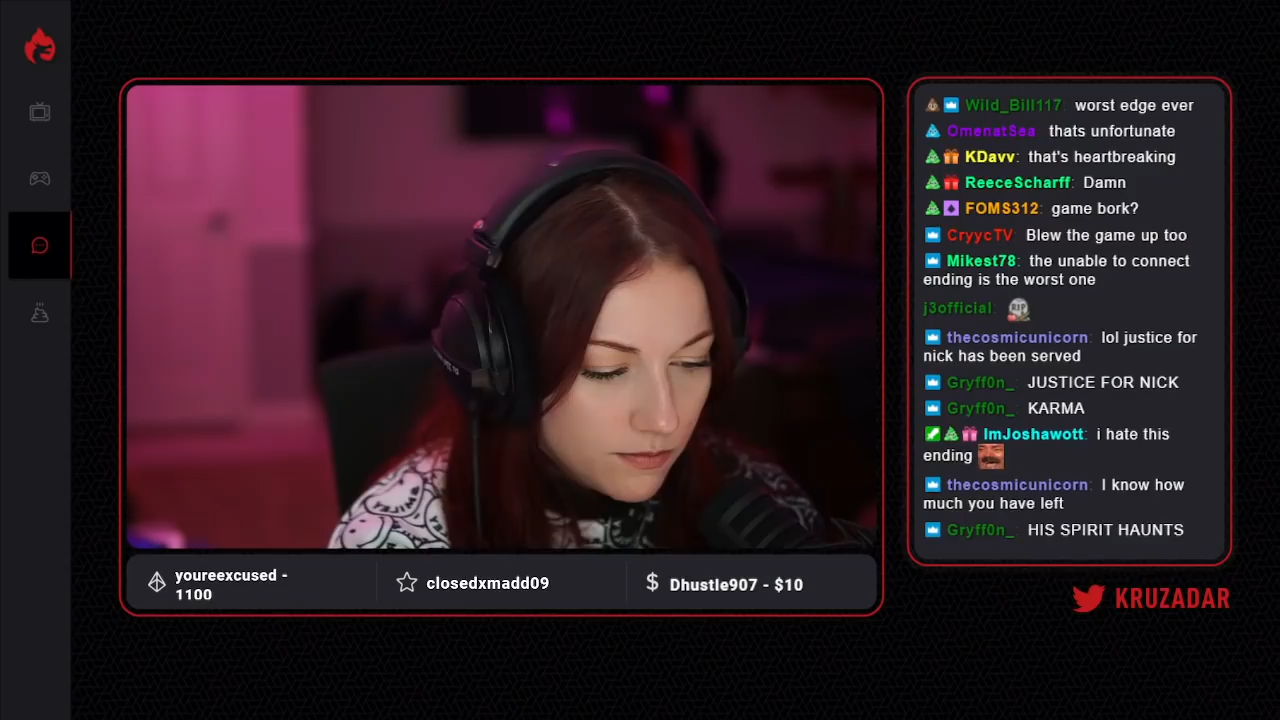 Wild_Bill117: worst edge ever
OmenatSea: thats unfortunate
KDavv: that's heartbreaking
ReeceScharff: Damn
FOMS312: game bork?
CryycTV: Blew the game up too
Mikest78: the unable to connect
ending is the worst one
j3official: RIP
thecosmicunicorn: lol justice for
nick has been served
Gryff0n_: JUSTICE FOR NICK
Gryff0n_: KARMA
ImJoshawott: i hate this
ending
thecosmicunicorn: I know how
much you have left
Gryff0n_: HIS SPIRIT HAUNTS
youreexcused -
1100
closedxmadd09
$ Dhustle907 - $10
KRUZADAR